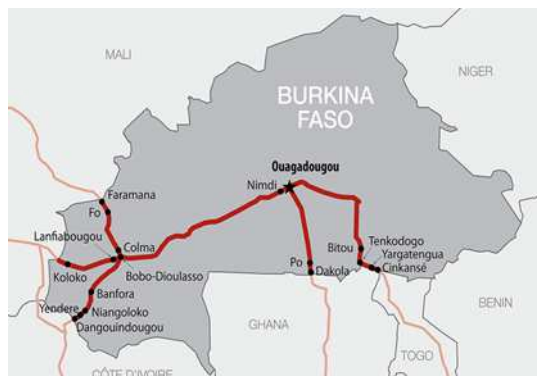 MALI
NIGER
BURKINA
FASO
Ouagadougou
Nimdi
Faramana
Fo
Lanfiabougou
Colma
Bitou
Tenkodogo
Yargatengua
Cinkansé
Koloko
Bobo-Dioulasso
Po
Dakola
Banfora
Yendere
Niangoloko
Dangouindougou
BENIN
GHANA
TOGO
CÔTE D'IVOIRE